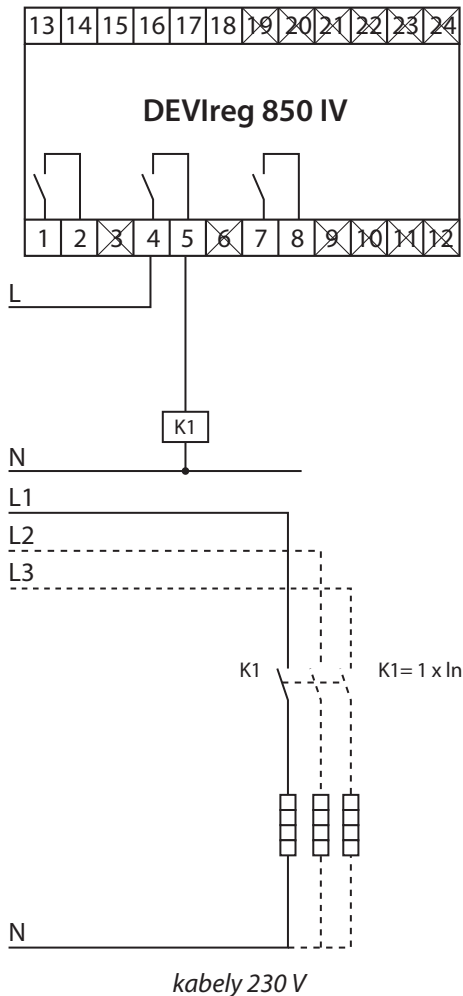 13 14 15 16 17 18 19 20 21 22 23 24
DEVIreg 850 IV
1 2 3 4 5 6 7 8 9 10 11 12
L
K1
N
L1
L2
L3
K1 K1= 1 x In
N
kabely 230 V